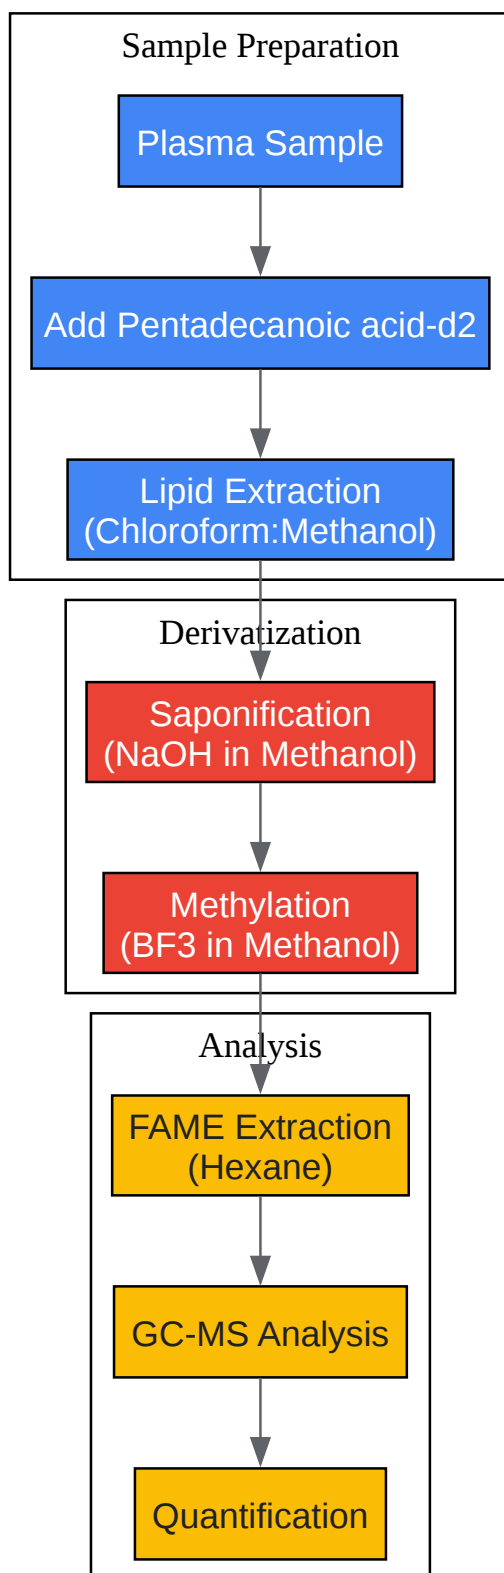 Sample Preparation
Plasma Sample
Add Pentadecanoic acid-d2
Lipid Extraction
(Chloroform:Methanol)
Derivatization
Saponification
(NaOH in Methanol)
Methylation
(BF3 in Methanol)
Analysis
FAME Extraction
(Hexane)
GC-MS Analysis
Quantification